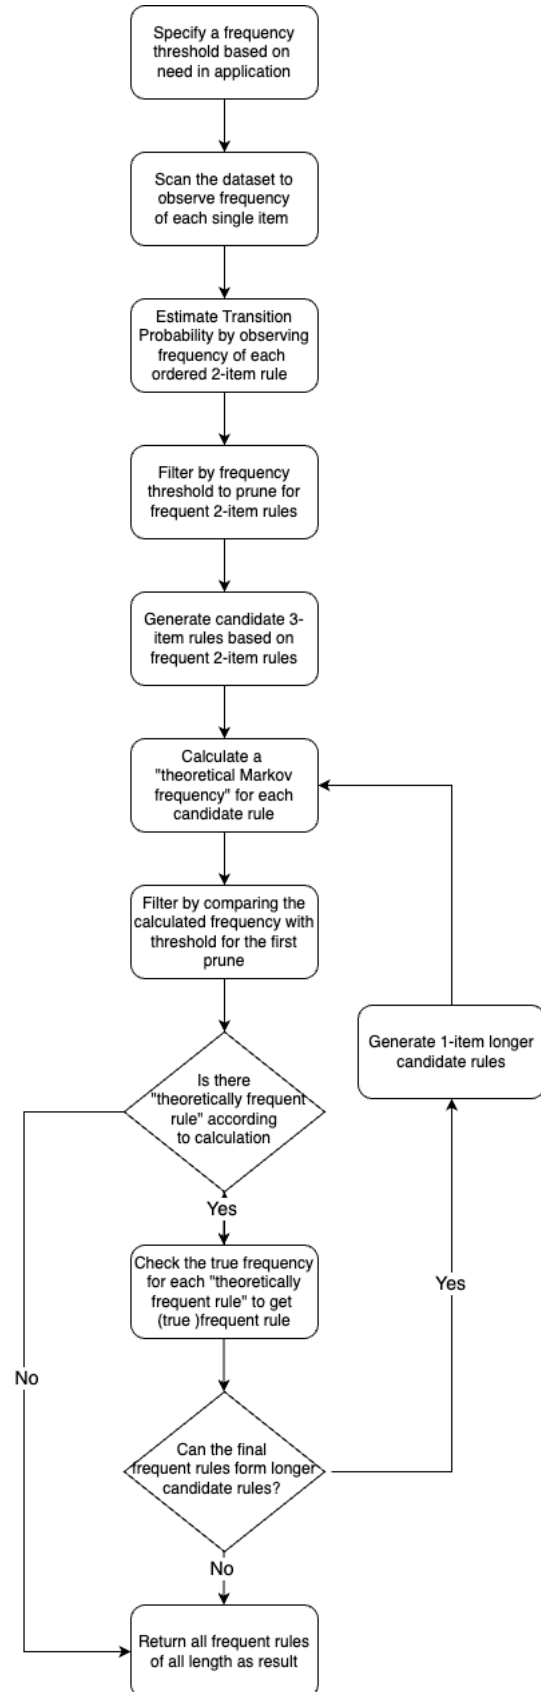 Specify a frequency
threshold based on
need in application
Scan the dataset to
observe frequency
of each single item
Estimate Transition
Probability by observing
frequency of each
ordered 2-item rule
Filter by frequency
threshold to prune for
frequent 2-item rules
Generate candidate 3-
item rules based on
frequent 2-item rules
Calculate a
"theoretical Markov
frequency" for each
candidate rule
Filter by comparing the
calculated frequency with
threshold for the first
prune
Generate 1-item longer
candidate rules
Is there
"theoretically frequent
rule" according
to calculation
Yes
Check the true frequency
for each "theoretically
frequent rule" to get
(true )frequent rule
Yes
No
Can the final
frequent rules form longer
candidate rules?
No
Return all frequent rules
of all length as result